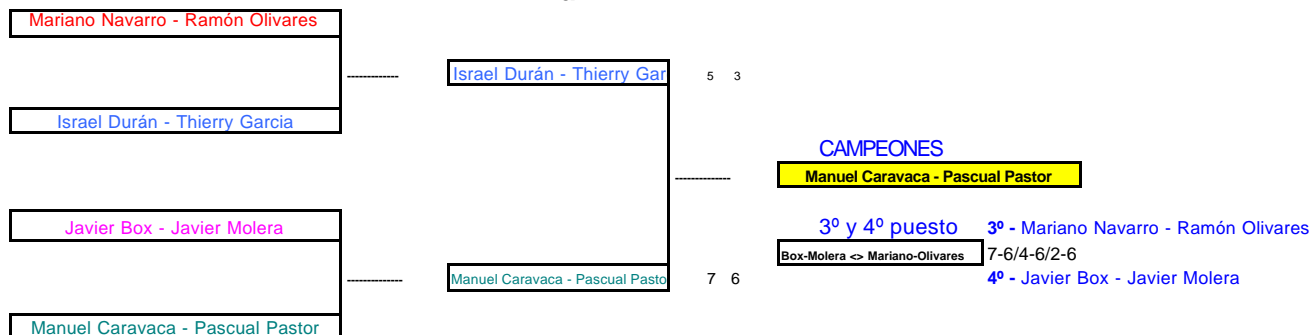 Mariano Navarro - Ramón Olivares
Israel Durán - Thierry Gar 5 3
Israel Durán - Thierry Garcia
CAMPEONES
Manuel Caravaca - Pascual Pastor
Javier Box - Javier Molera
3º y 4º puesto 3º - Mariano Navarro - Ramón Olivares
Box-Molera <> Mariano-Olivares 7-6/4-6/2-6
Manuel Caravaca - Pascual Pasto 7 6
4º - Javier Box - Javier Molera
Manuel Caravaca - Pascual Pastor